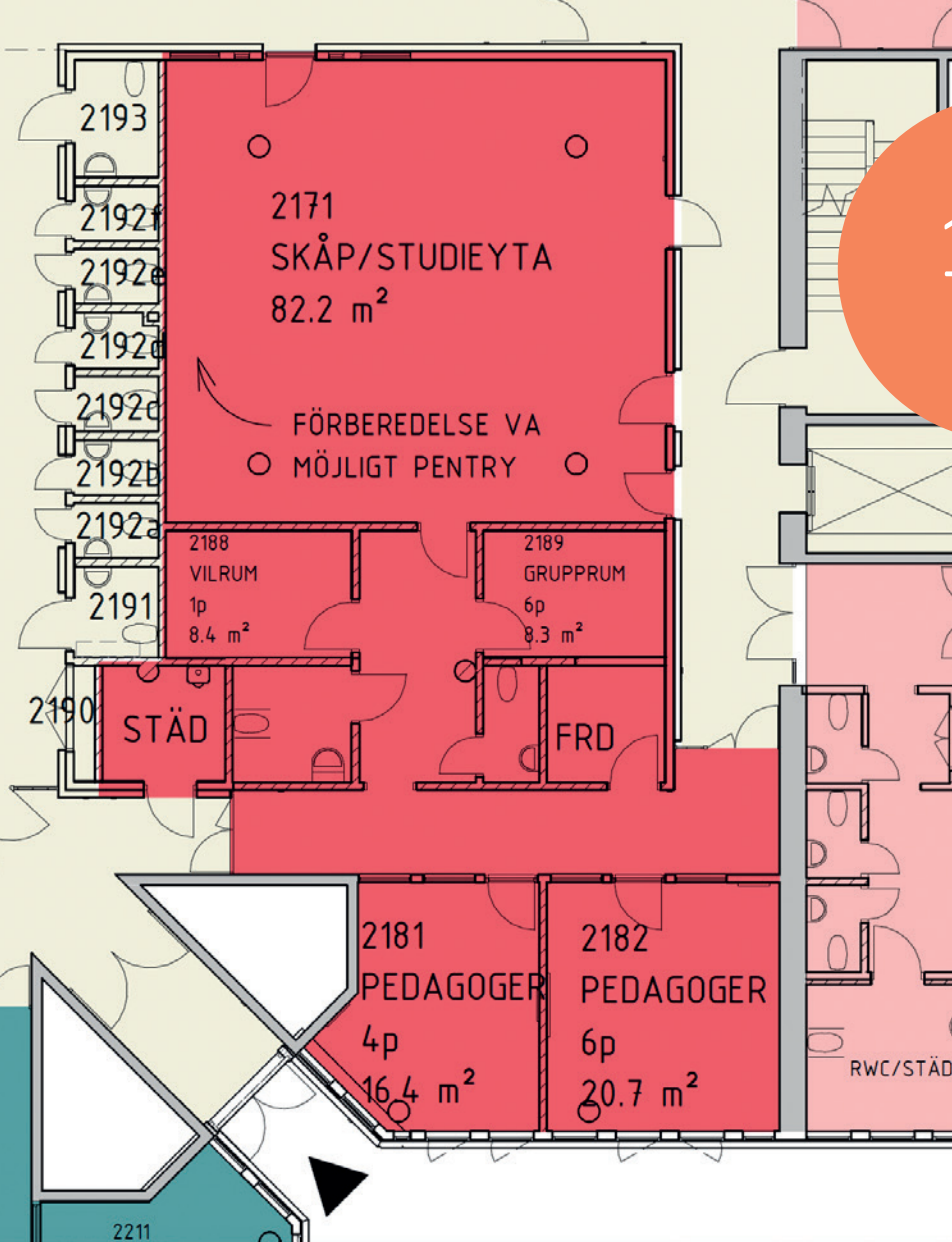 2193
2192f
2192e
2192d
2192c
2192b
2192a
2191
2190
2171
SKÅP/STUDIEYTA
82.2 m²
FÖRBEREDELSE VA
MÖJLIGT PENTRY
2188
VILRUM
1p
8.4 m²
2189
GRUPPRUM
6p
8.3 m²
STÄD
FRD
2181
PEDAGOGER
4p
16.4 m²
2182
PEDAGOGER
6p
20.7 m²
RWC/STÄD
2211